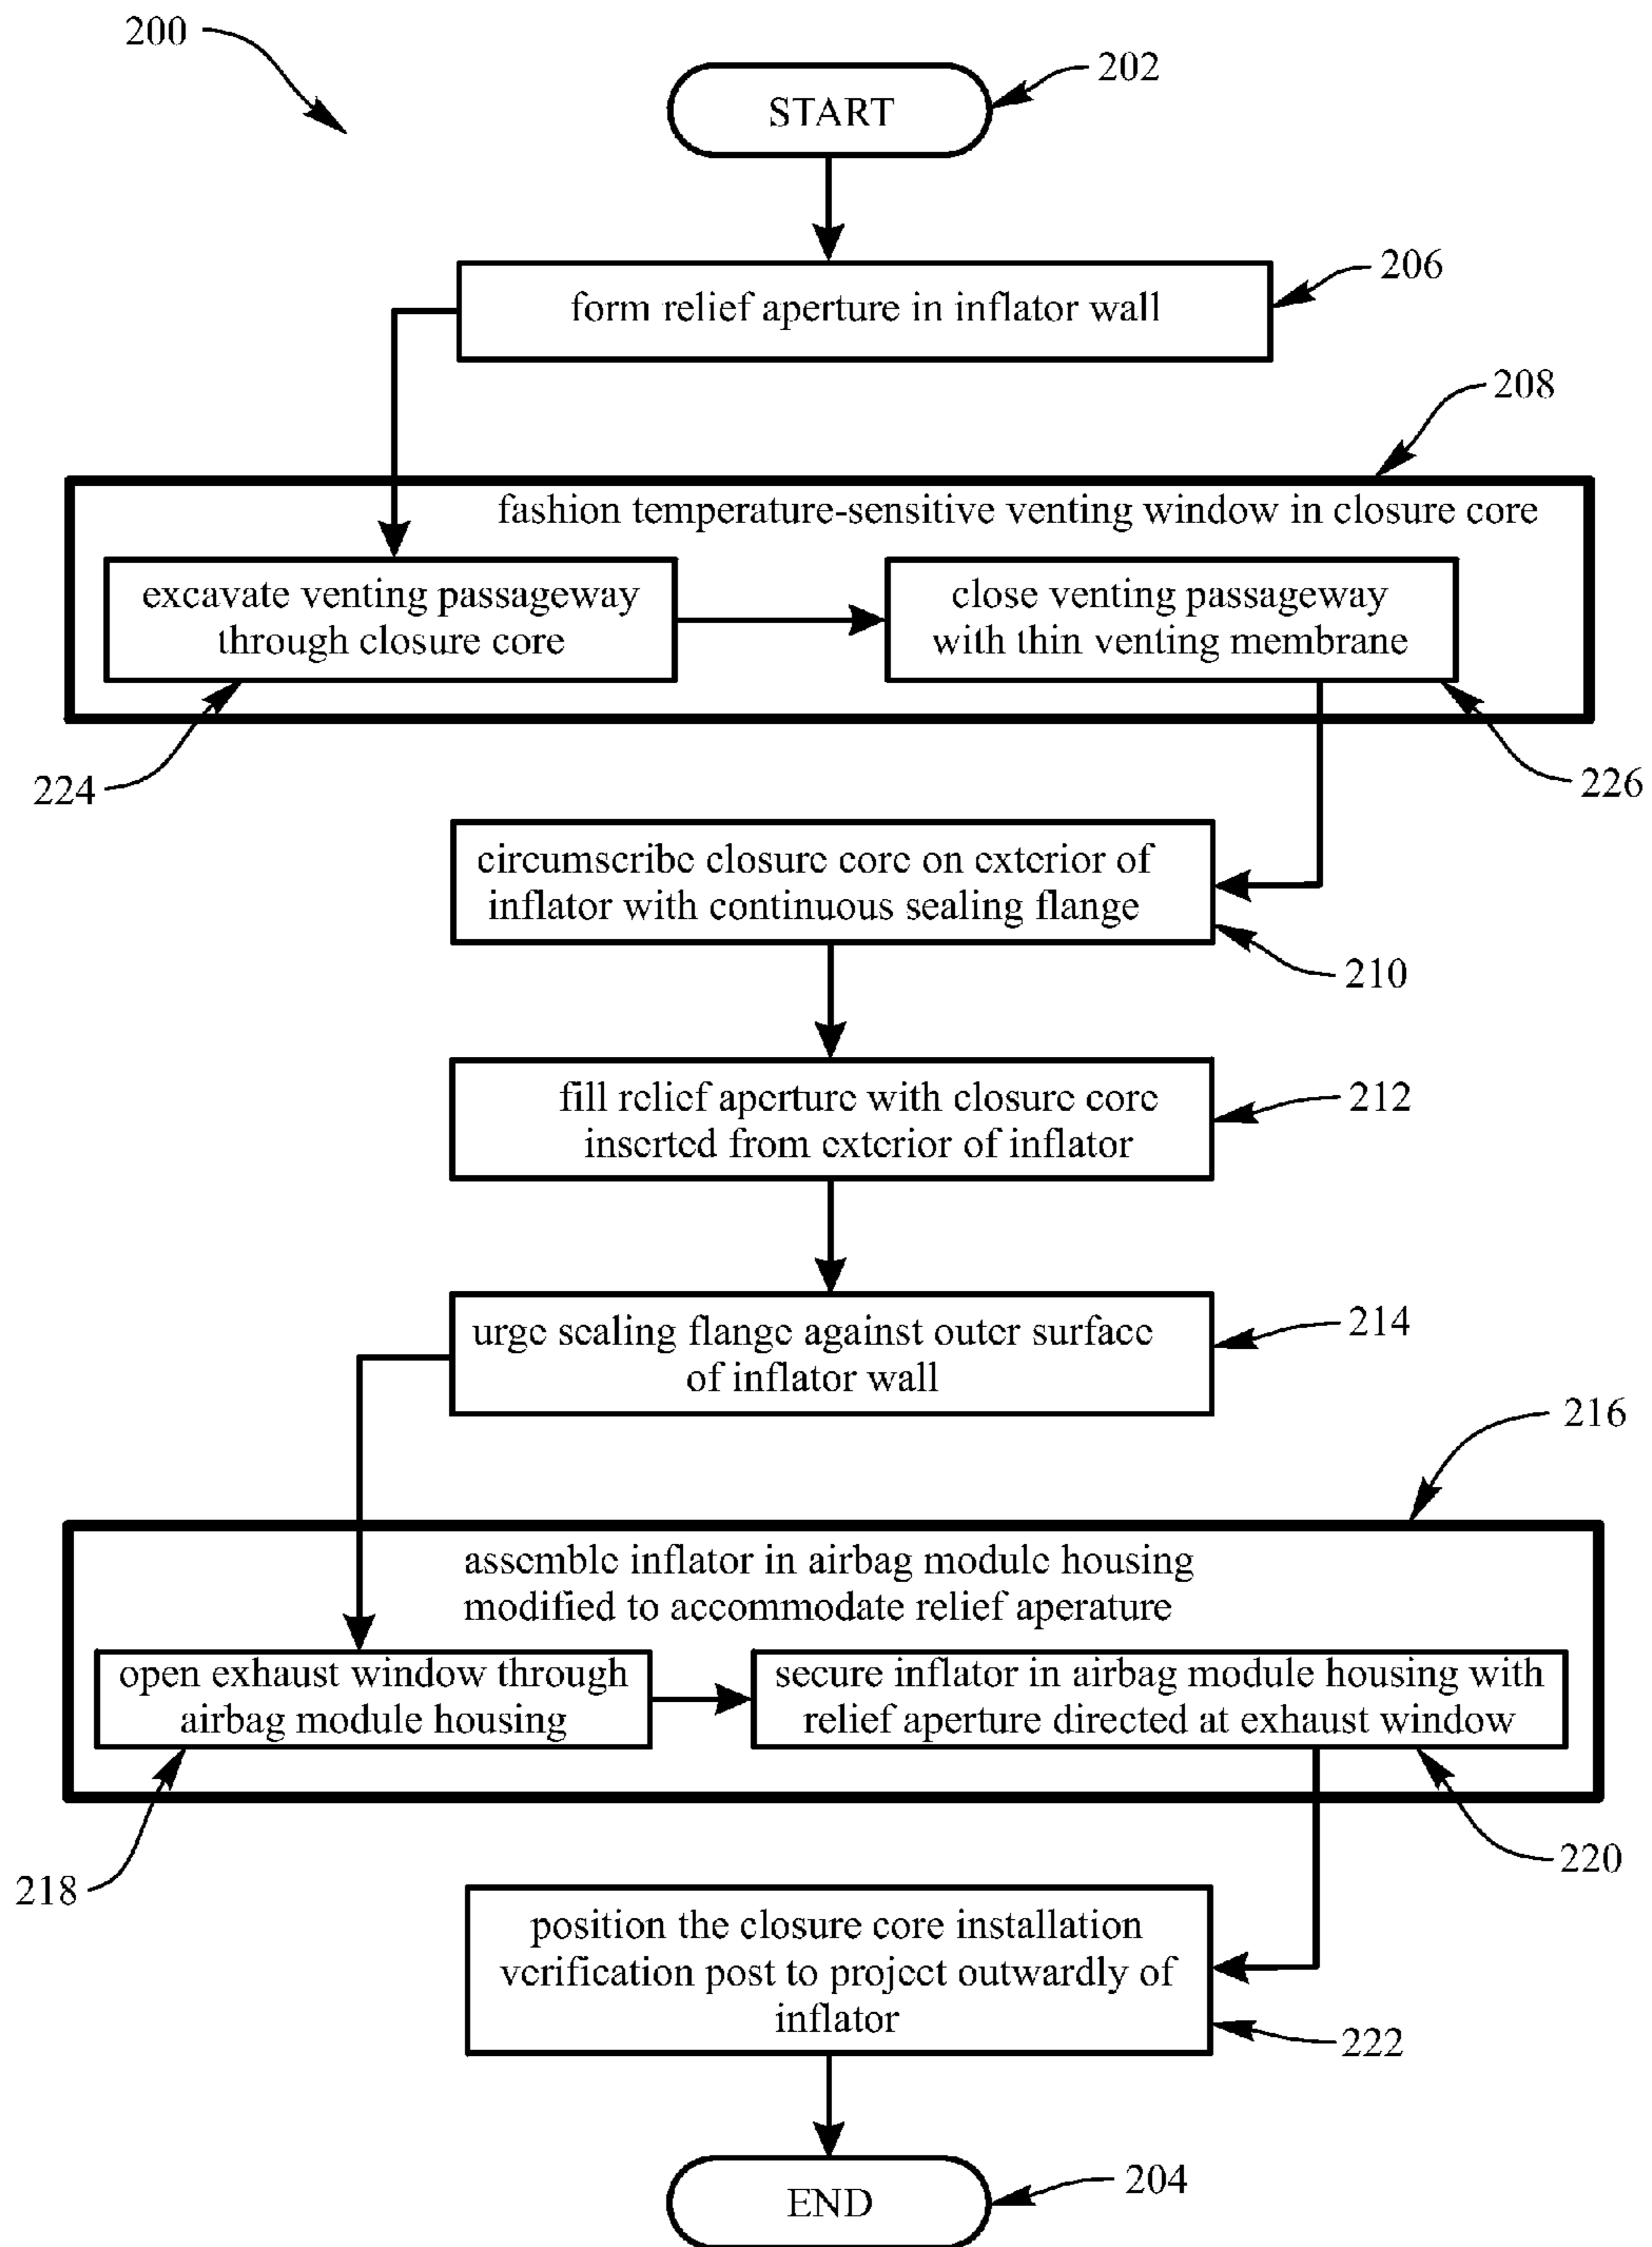 200
START
202
form relief aperture in inflator wall
206
208
fashion temperature-sensitive venting window in closure core
excavate venting passageway
through closure core
close venting passageway
with thin venting membrane
224
226
circumscribe closure core on exterior of
inflator with continuous sealing flange
210
fill relief aperture with closure core
inserted from exterior of inflator
212
urge sealing flange against outer surface
of inflator wall
214
216
assemble inflator in airbag module housing
modified to accommodate relief aperature
open exhaust window through
airbag module housing
secure inflator in airbag module housing with
relief aperture directed at exhaust window
218
220
position the closure core installation
verification post to project outwardly of
inflator
222
END
204